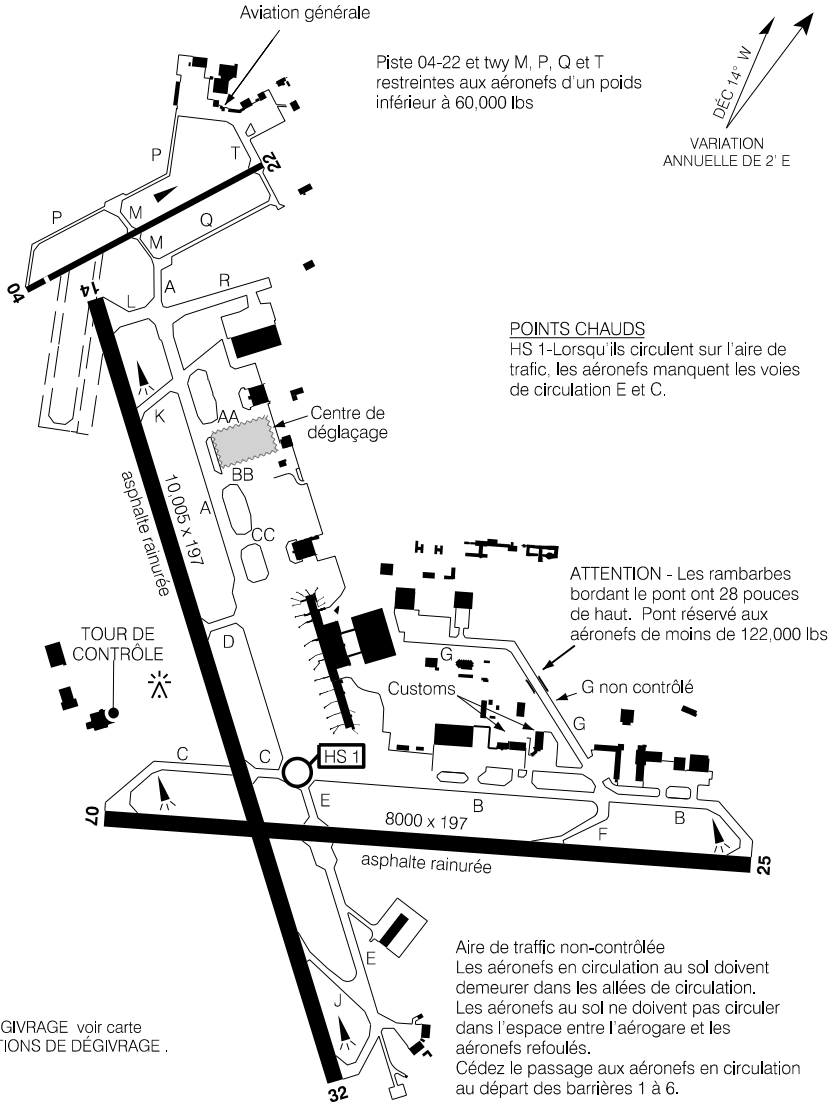 Aviation générale
Piste 04-22 et twy M, P, Q et T
restreintes aux aéronefs d'un poids
inférieur à 60,000 lbs
DÉC 14° W
VARIATION
ANNUELLE DE 2' E
P
T
22
P
M
Q
M
04
14
A
R
L
POINTS CHAUDS
HS 1-Lorsqu'ils circulent sur l'aire de
trafic, les aéronefs manquent les voies
de circulation E et C.
K
AA
Centre de
déglaçage
BB
A
10,005 x 197
asphalte rainurée
CC
ATTENTION - Les rambarbes
bordant le pont ont 28 pouces
de haut. Pont réservé aux
aéronefs de moins de 122,000 lbs
TOUR DE
CONTRÔLE
D
G
Customs
G non contrôlé
G
C
C
HS 1
E
B
B
07
8000 x 197
F
asphalte rainurée
25
E
Aire de traffic non-contrôlée
Les aéronefs en circulation au sol doivent
demeurer dans les allées de circulation.
Les aéronefs au sol ne doivent pas circuler
dans l'espace entre l'aérogare et les
aéronefs refoulés.
Cédez le passage aux aéronefs en circulation
au départ des barrières 1 à 6.
J
GIVRAGE voir carte
TIONS DE DÉGIVRAGE .
32